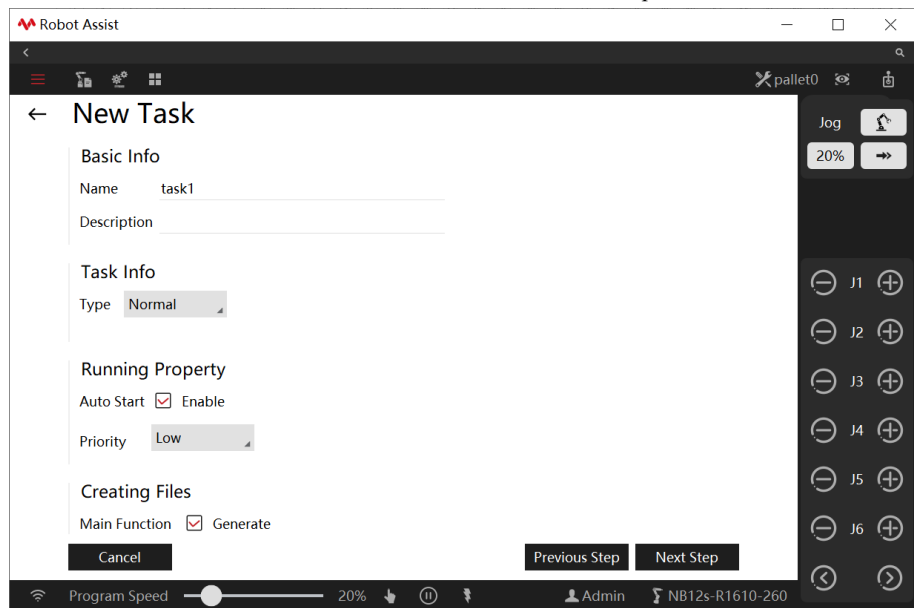 Robot Assist
pallet0
New Task
Jog
20%
Basic Info
Name task1
Description
Task Info
Type Normal
Running Property
Auto Start Enable
Priority Low
Creating Files
Main Function Generate
Cancel Previous Step Next Step
J1
J2
J3
J4
J5
J6
Program Speed 20% Admin NB12s-R1610-260